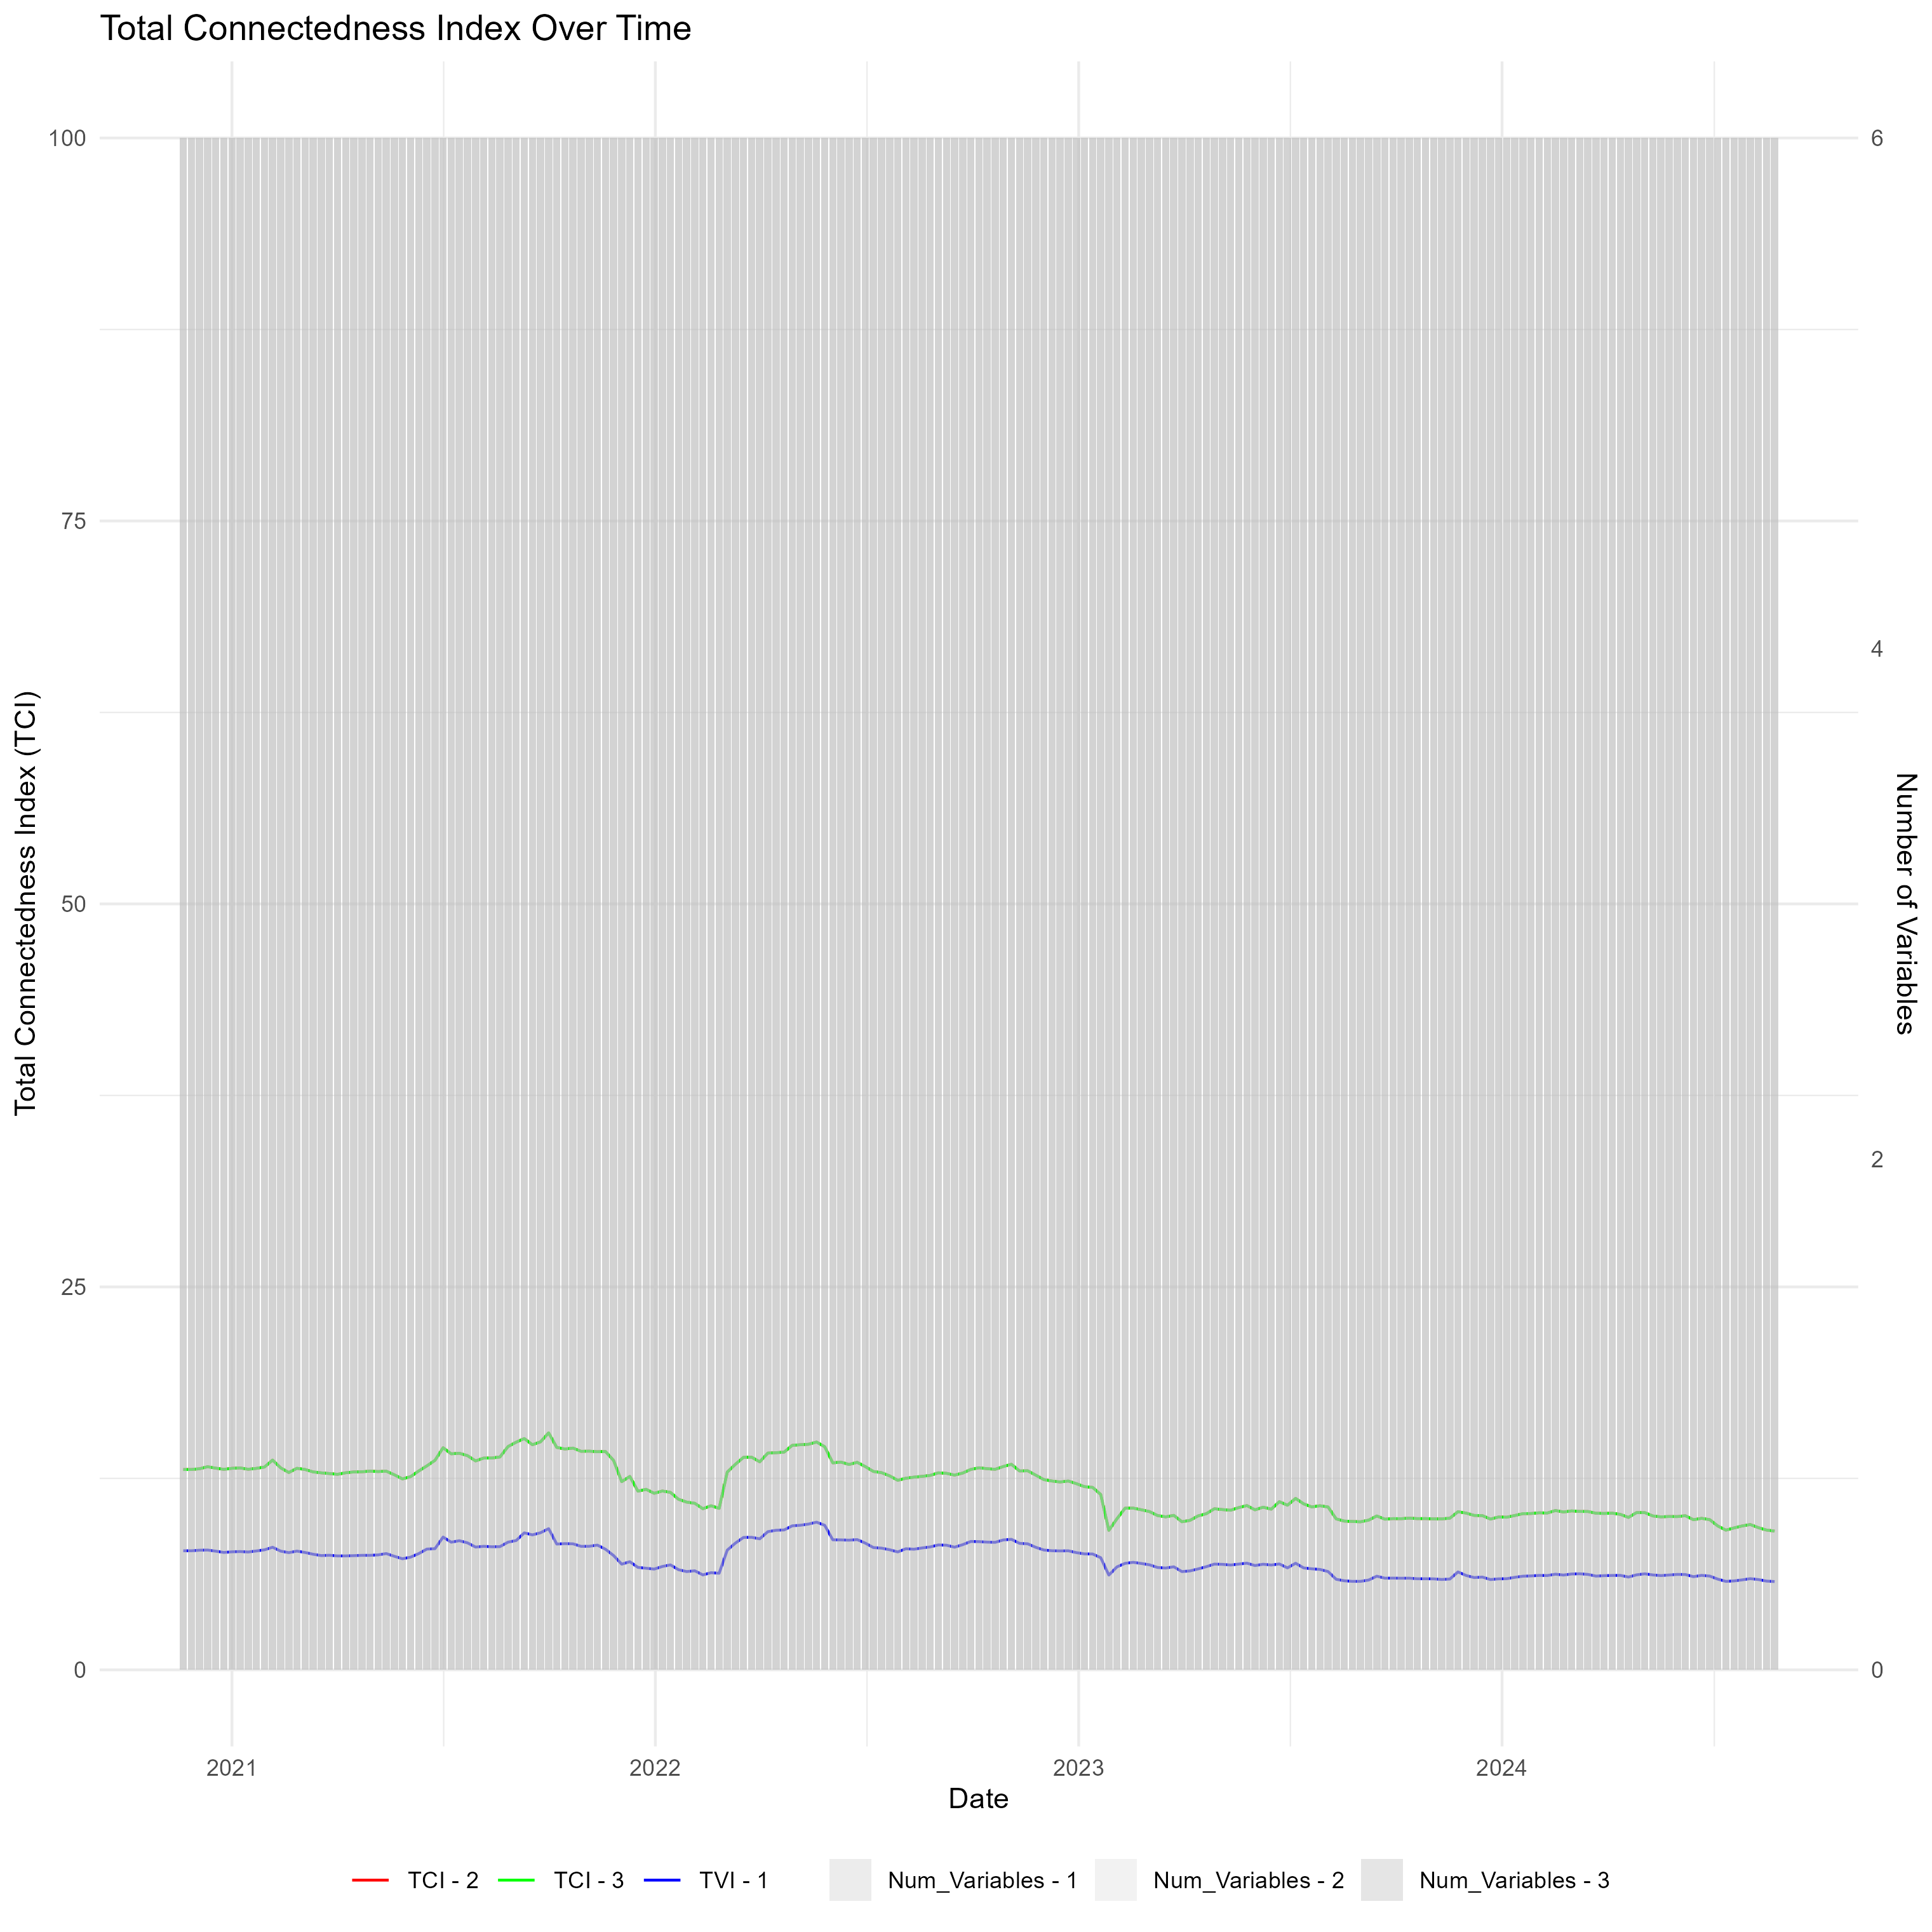 Total Connectedness Index Over Time
100
75
50
25
0
6
4
2
0
Total Connectedness Index (TCI)
Number of Variables
2021
2022
2023
2024
Date
TCI - 2
TCI - 3
TVI - 1
Num_Variables - 1
Num_Variables - 2
Num_Variables - 3